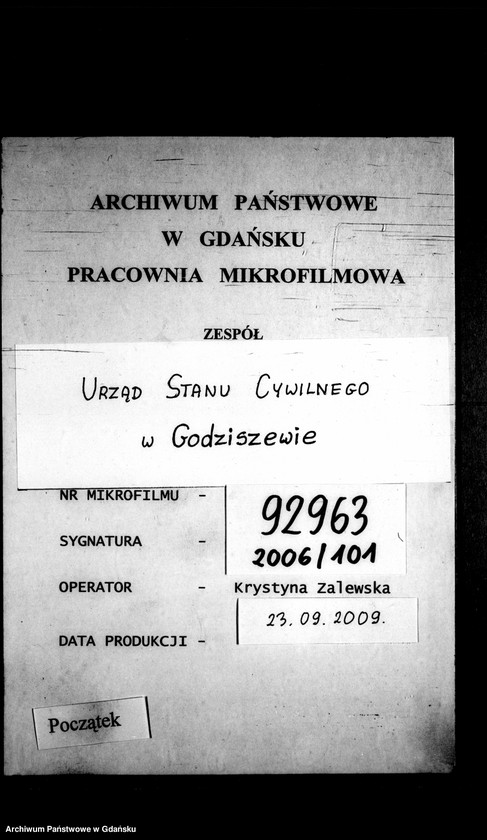 ARCHIWUM PAŃSTWOWE
W GDAŃSKU
PRACOWNIA MIKROFILMOWA
ZESPÓŁ
URZĄD STANU CYWILNEGO
w Godziszewie
NR MIKROFILMU - 92963
SYGNATURA - 2006/101
OPERATOR - Krystyna Zalewska
DATA PRODUKCJI - 23.09.2009.
Początek
Archiwum Państwowe w Gdańsku